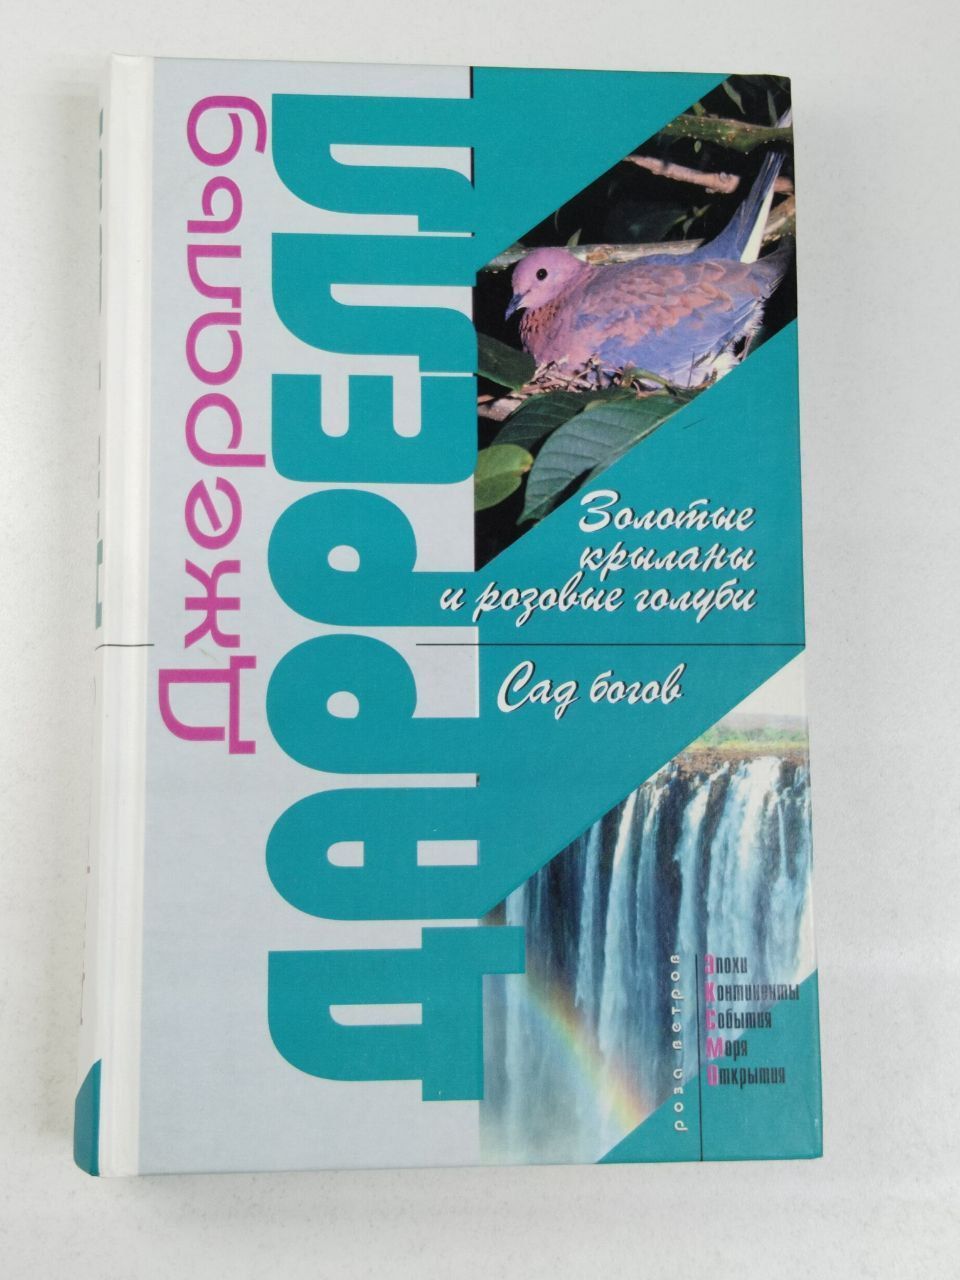 Джеральд
ДАРРЕЛЛ
Золотые
крыланы
и розовые голуби
Сад богов
роза ветров
Эпохи
Континенты
События
Моря
Открытия